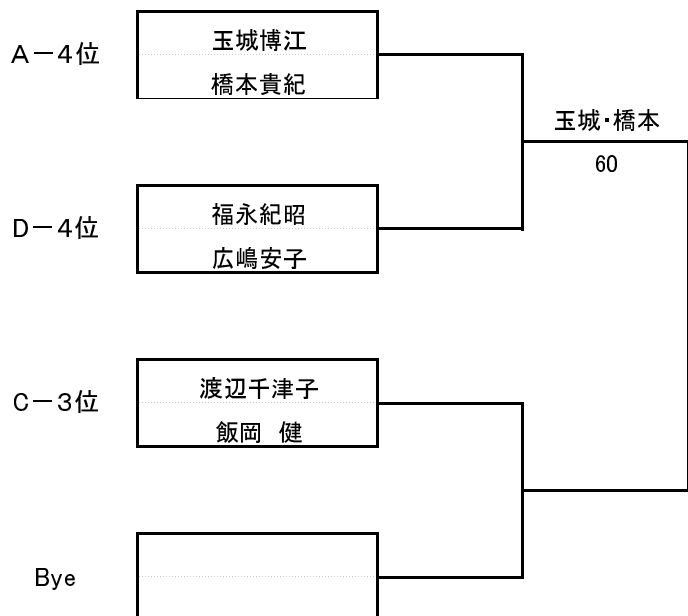 玉城博江
A－4位
橋本貴紀
玉城・橋本
60
福永紀昭
D－4位
広嶋安子
渡辺千津子
C－3位
飯岡　健
Bye